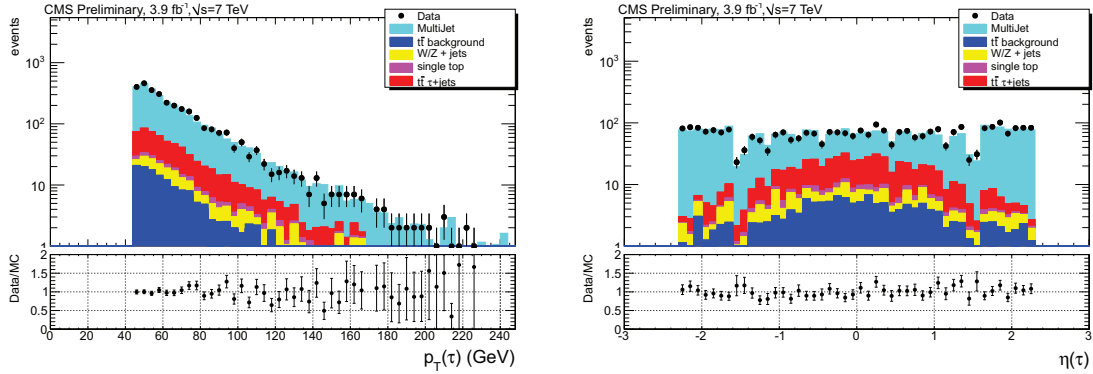 CMS Preliminary, 3.9 fb⁻¹,√s=7 TeV
events
Data
MultiJet
tt̄ background
W/Z + jets
single top
tt̄ τ+jets
10³
10²
10
1
Data/MC
2
1.5
1
0.5
0
0 20 40 60 80 100 120 140 160 180 200 220 240
p_T(τ) (GeV)
CMS Preliminary, 3.9 fb⁻¹,√s=7 TeV
events
Data
MultiJet
tt̄ background
W/Z + jets
single top
tt̄ τ+jets
10³
10²
10
1
Data/MC
2
1.5
1
0.5
0
-3 -2 -1 0 1 2 3
η(τ)